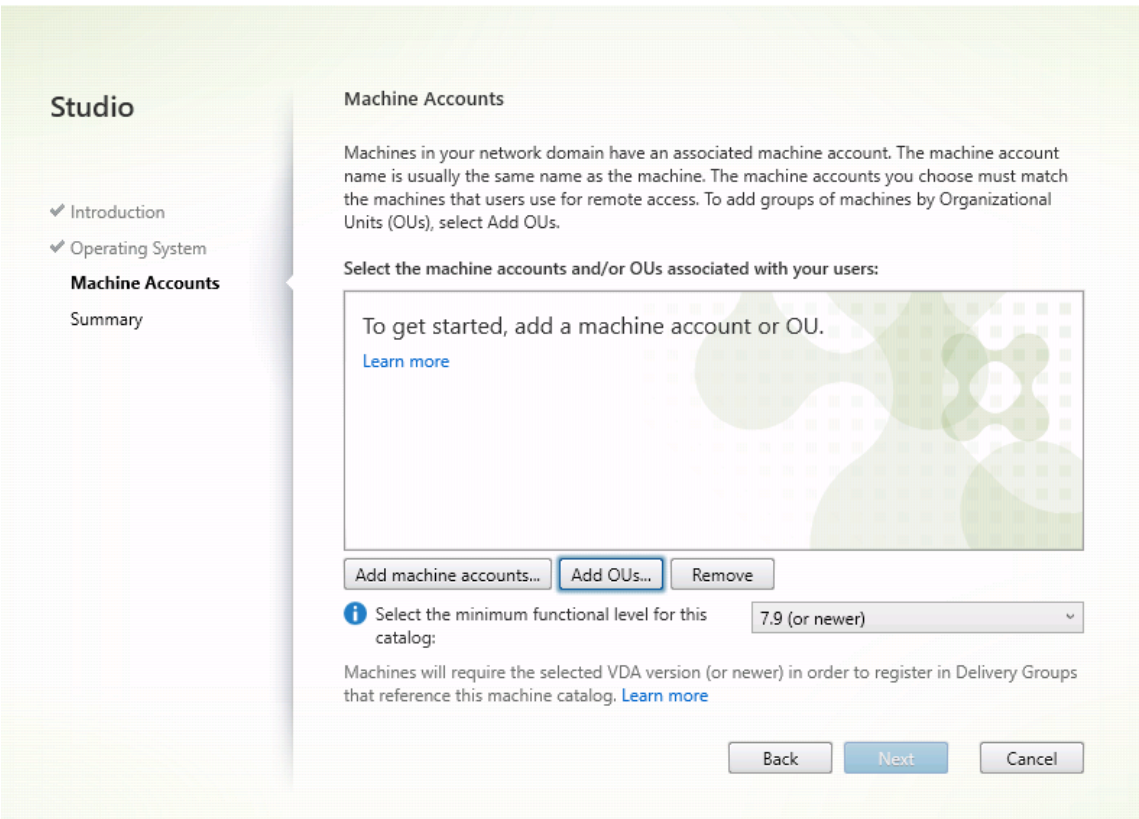 Studio
Introduction
Operating System
Machine Accounts
Summary
Machine Accounts
Machines in your network domain have an associated machine account. The machine account
name is usually the same name as the machine. The machine accounts you choose must match
the machines that users use for remote access. To add groups of machines by Organizational
Units (OUs), select Add OUs.
Select the machine accounts and/or OUs associated with your users:
To get started, add a machine account or OU.
Learn more
Add machine accounts... Add OUs... Remove
Select the minimum functional level for this 7.9 (or newer)
catalog:
Machines will require the selected VDA version (or newer) in order to register in Delivery Groups
that reference this machine catalog. Learn more
Back Next Cancel